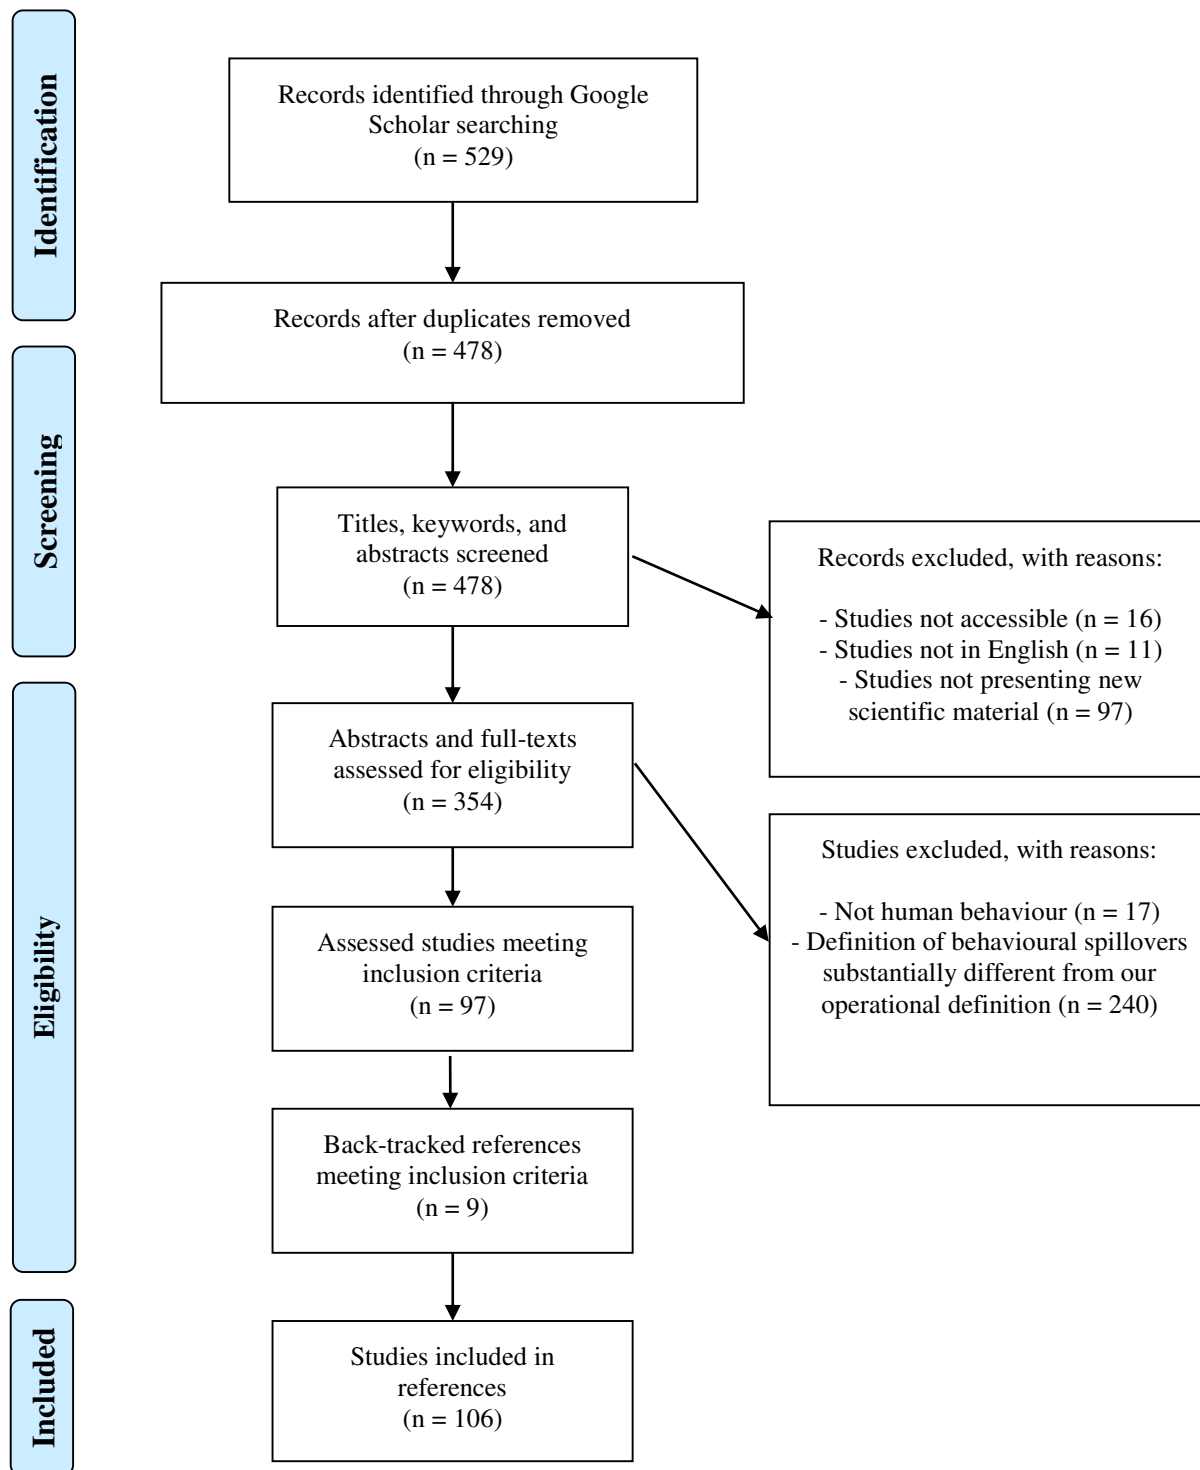 Identification
Records identified through Google
Scholar searching
(n = 529)
Records after duplicates removed
(n = 478)
Screening
Titles, keywords, and
abstracts screened
(n = 478)
Records excluded, with reasons:
- Studies not accessible (n = 16)
- Studies not in English (n = 11)
- Studies not presenting new
scientific material (n = 97)
Eligibility
Abstracts and full-texts
assessed for eligibility
(n = 354)
Studies excluded, with reasons:
- Not human behaviour (n = 17)
- Definition of behavioural spillovers
substantially different from our
operational definition (n = 240)
Assessed studies meeting
inclusion criteria
(n = 97)
Back-tracked references
meeting inclusion criteria
(n = 9)
Included
Studies included in
references
(n = 106)